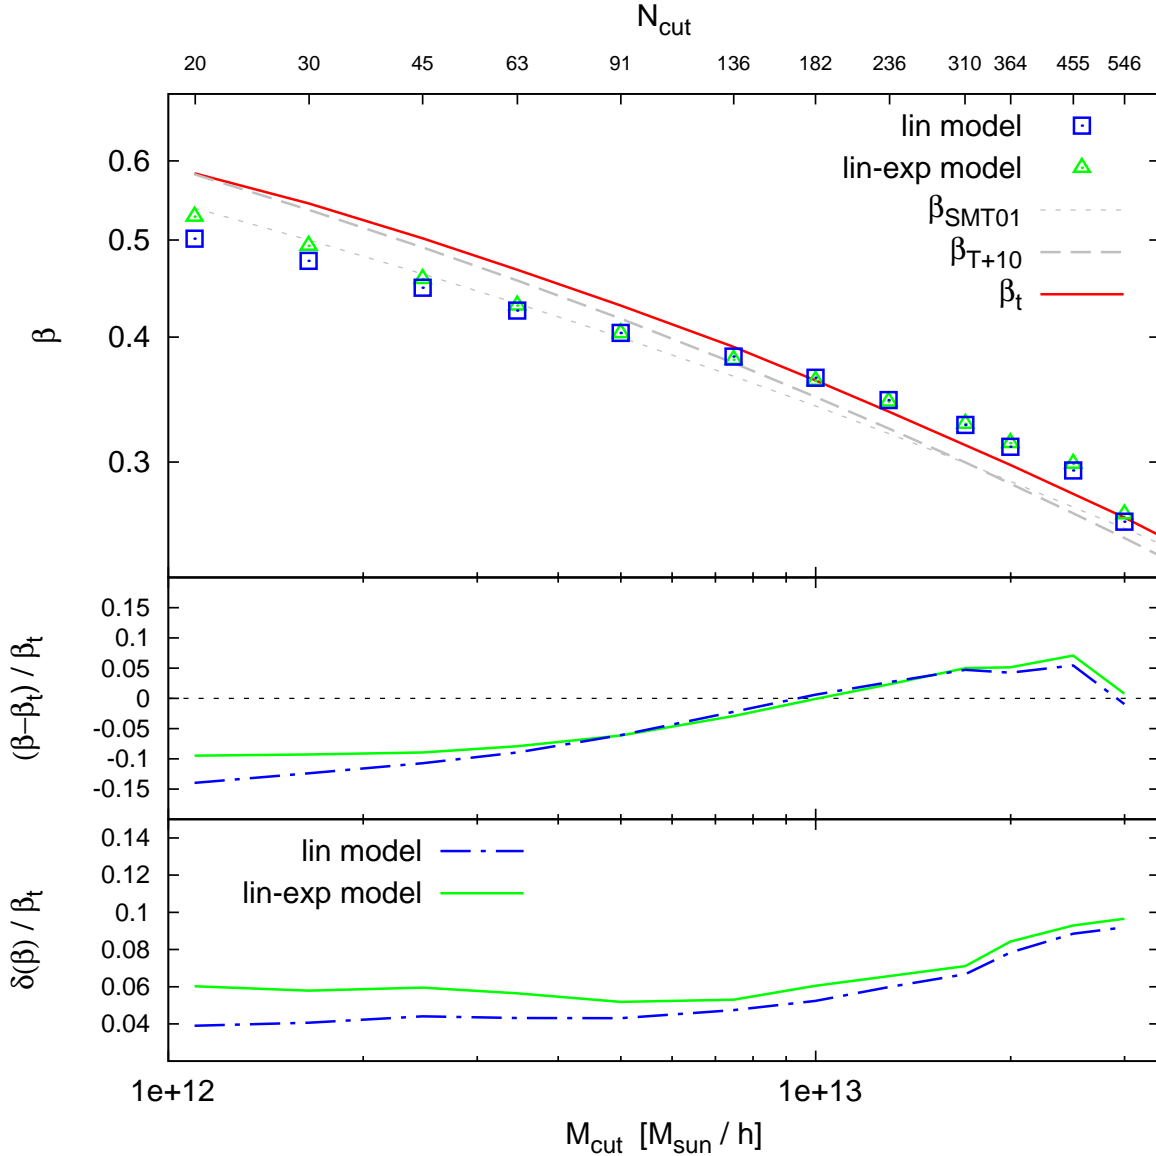 N_cut
20 30 45 63 91 136 182 236 310 364 455 546
lin model
lin-exp model
β_SMT01
β_T+10
β_t
0.6
0.5
0.4
0.3
β
0.15
0.1
0.05
0
-0.05
-0.1
-0.15
(β−β_t) / β_t
lin model
lin-exp model
0.14
0.12
0.1
0.08
0.06
0.04
δ(β) / β_t
1e+12 1e+13
M_cut [M_sun / h]